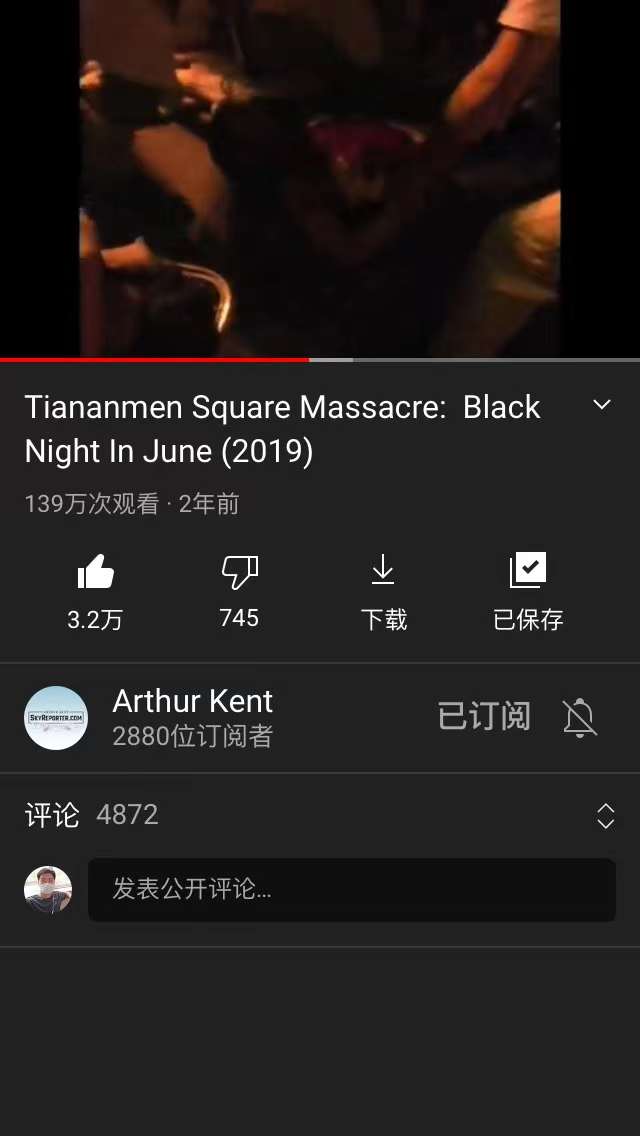 Tiananmen Square Massacre:  Black
Night In June (2019)
139万次观看 · 2年前
3.2万
745
下载
已保存
SKYREPORTER.COM
Arthur Kent
2880位订阅者
已订阅
评论 4872
发表公开评论...